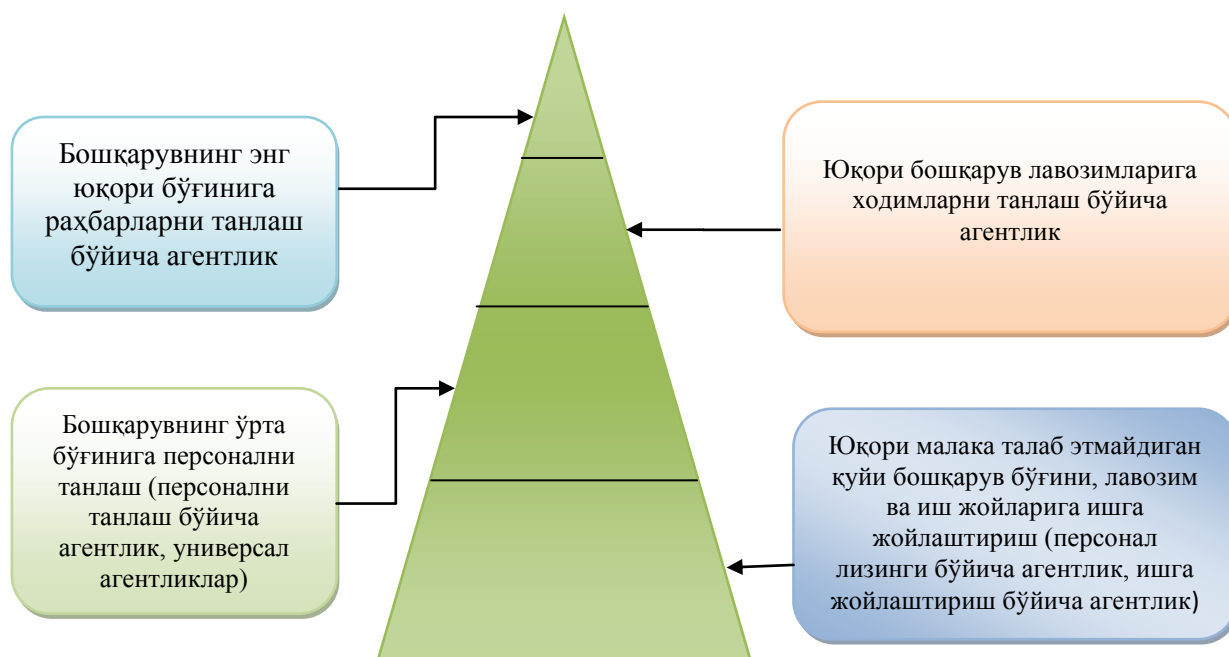 Бошқарувнинг энг
юқори бўғинига
раҳбарларни танлаш
бўйича агентлик
Юқори бошқарув лавозимларига
ходимларни танлаш бўйича
агентлик
Бошқарувнинг ўрта
бўғинига персонални
танлаш (персонални
танлаш бўйича
агентлик, универсал
агентликлар)
Юқори малака талаб этмайдиган
қуйи бошқарув бўғини, лавозим
ва иш жойларига ишга
жойлаштириш (персонал
лизинги бўйича агентлик, ишга
жойлаштириш бўйича агентлик)